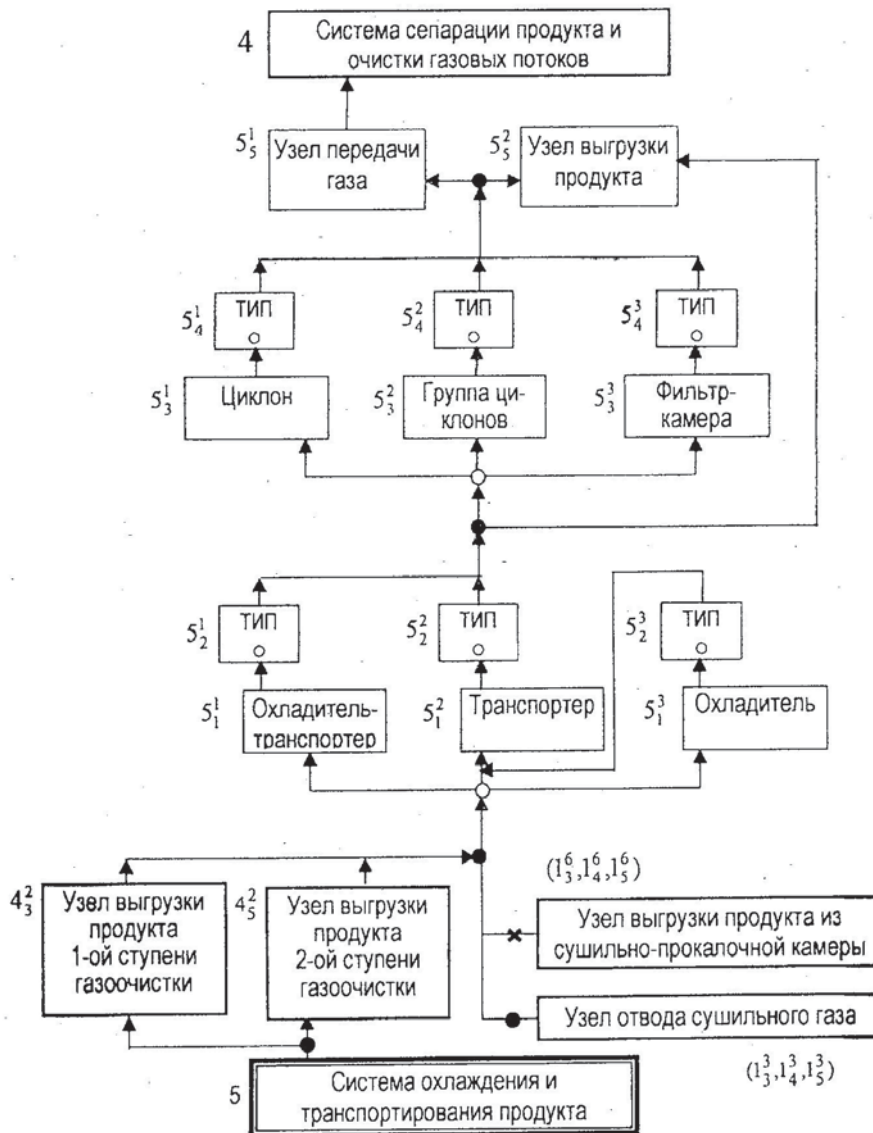 4
Система сепарации продукта и
очистки газовых потоков
5₅¹
Узел передачи
газа
5₅²
Узел выгрузки
продукта
5₄¹
ТИП
5₄²
ТИП
5₄³
ТИП
5₃¹
Циклон
5₃²
Группа ци-
клонов
5₃³
Фильтр-
камера
5₂¹
ТИП
5₂²
ТИП
5₂³
ТИП
5₁¹
Охладитель-
транспортер
5₁²
Транспортер
5₁³
Охладитель
4₃²
Узел выгрузки
продукта
1-ой ступени
газоочистки
4₅²
Узел выгрузки
продукта
2-ой ступени
газоочистки
(1₃⁶,1₄⁶,1₅⁶)
Узел выгрузки продукта из
сушильно-прокалочной камеры
Узел отвода сушильного газа
(1₃³,1₄³,1₅³)
5
Система охлаждения и
транспортирования продукта